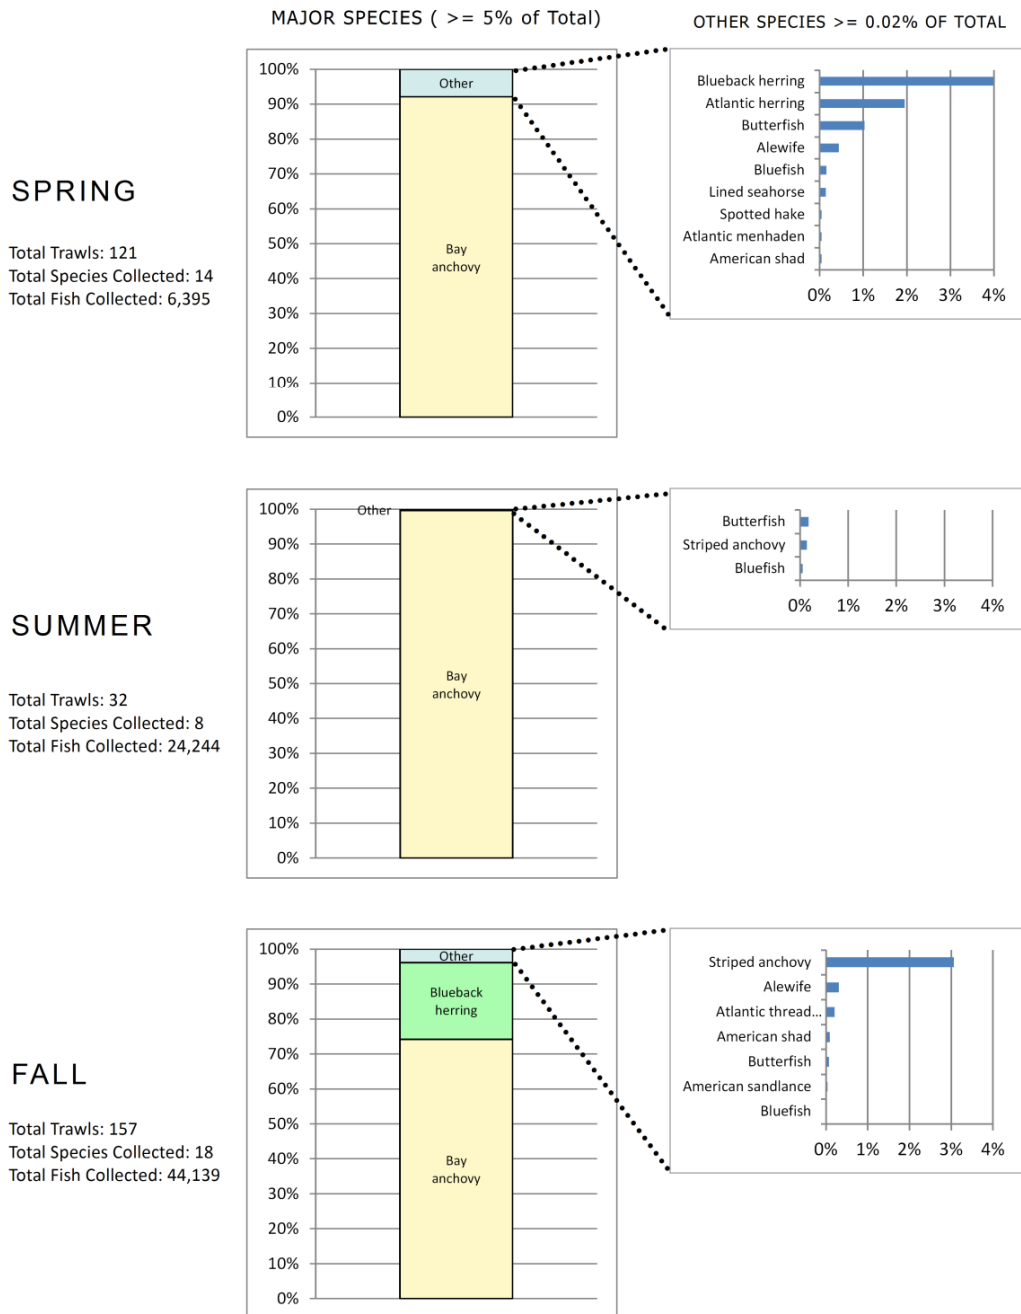 MAJOR SPECIES ( >= 5% of Total)
OTHER SPECIES >= 0.02% OF TOTAL
SPRING
Total Trawls: 121
Total Species Collected: 14
Total Fish Collected: 6,395
100%
90%
80%
70%
60%
50%
40%
30%
20%
10%
0%
Other
Bay
anchovy
Blueback herring
Atlantic herring
Butterfish
Alewife
Bluefish
Lined seahorse
Spotted hake
Atlantic menhaden
American shad
0% 1% 2% 3% 4%
SUMMER
Total Trawls: 32
Total Species Collected: 8
Total Fish Collected: 24,244
100%
90%
80%
70%
60%
50%
40%
30%
20%
10%
0%
Other
Bay
anchovy
Butterfish
Striped anchovy
Bluefish
0% 1% 2% 3% 4%
FALL
Total Trawls: 157
Total Species Collected: 18
Total Fish Collected: 44,139
100%
90%
80%
70%
60%
50%
40%
30%
20%
10%
0%
Other
Blueback
herring
Bay
anchovy
Striped anchovy
Alewife
Atlantic thread...
American shad
Butterfish
American sandlance
Bluefish
0% 1% 2% 3% 4%